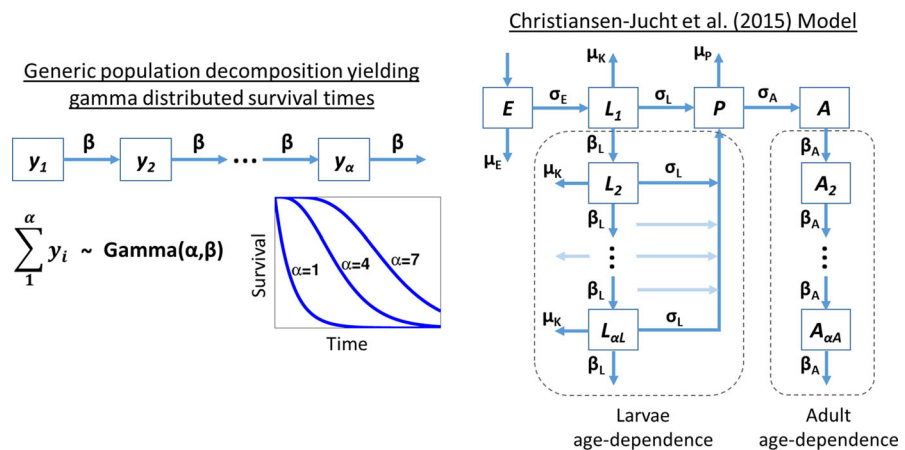 Generic population decomposition yielding
gamma distributed survival times
β β β β
y₁ y₂ ••• yα
α
∑ yᵢ ~ Gamma(α,β)
1
Survival
α=1 α=4 α=7
Time
Christiansen-Jucht et al. (2015) Model
μK μP
E σE L₁ σL P σA A
μE βL βA
μK L₂ σL A₂
βL βA
βL βA
μK LαL σL AαA
βL βA
Larvae
age-dependence
Adult
age-dependence